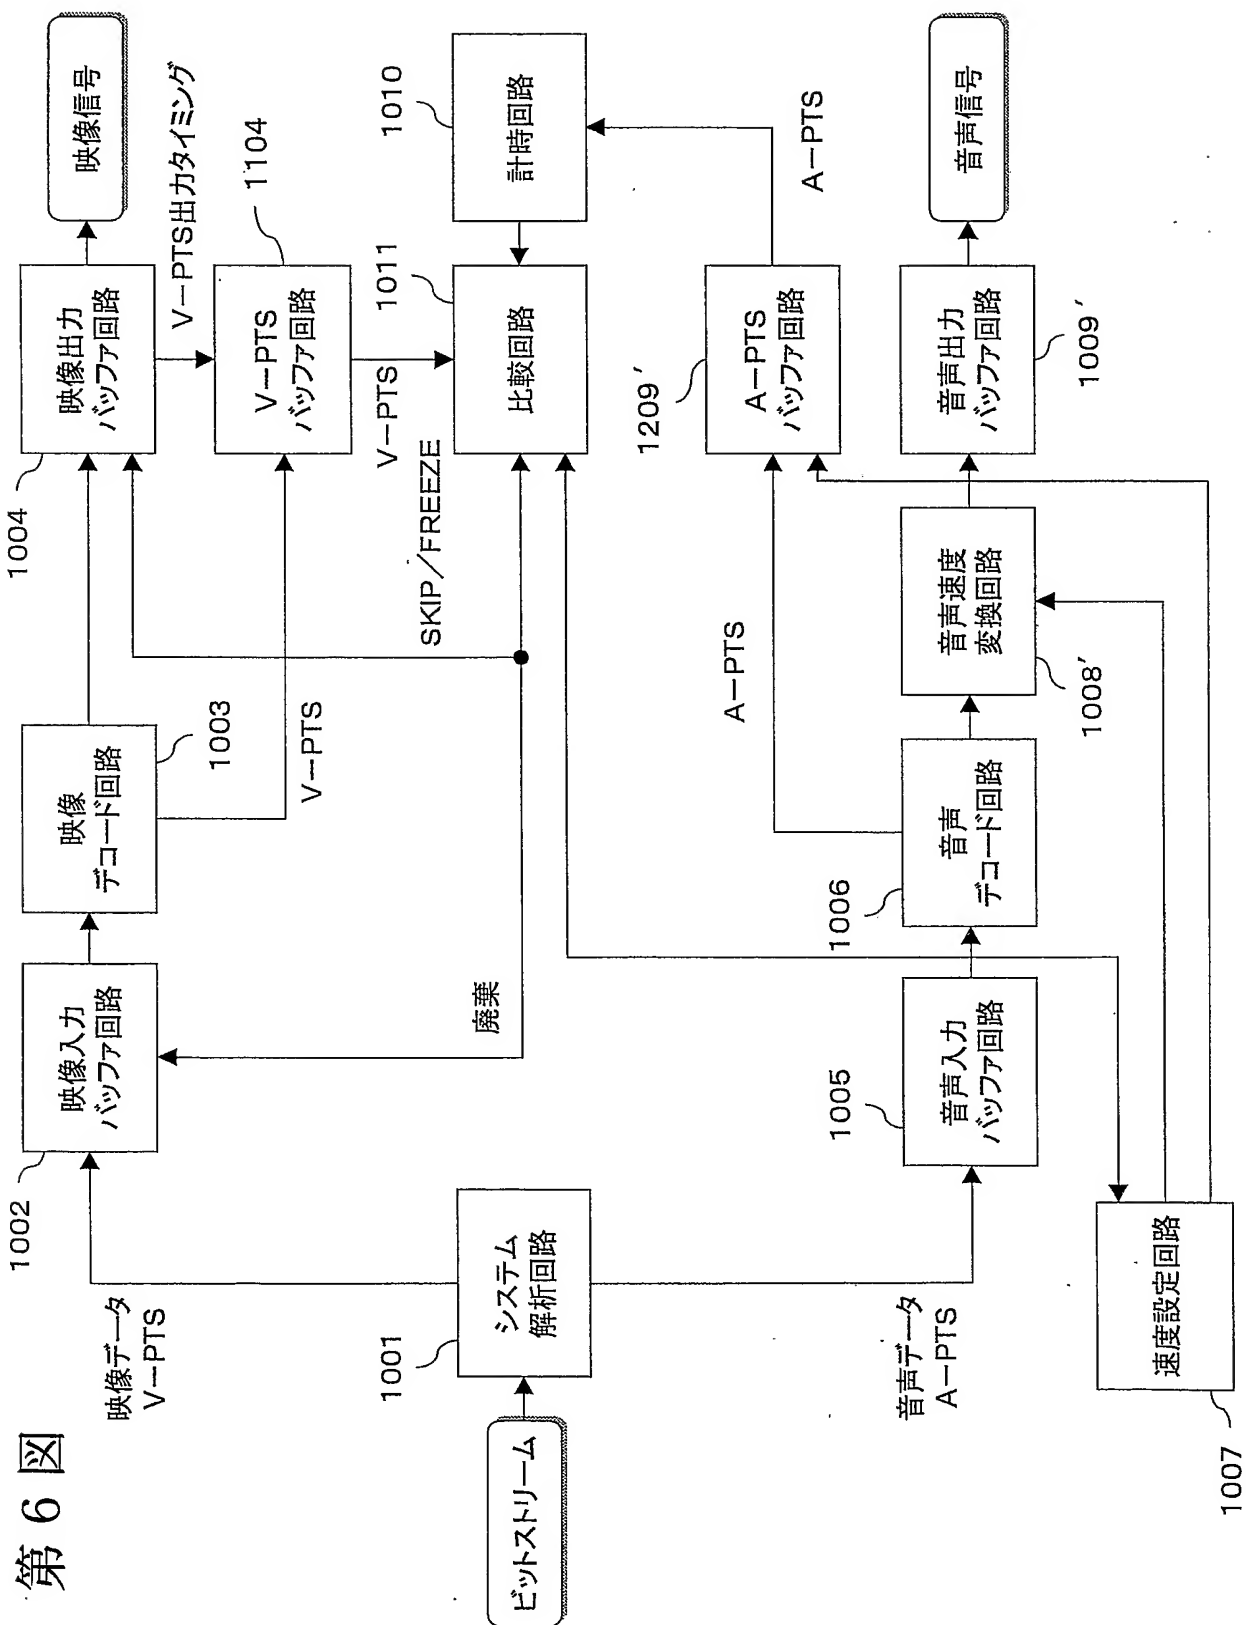 第 6 図
ビットストリーム
1001
システム
解析回路
映像データ
V－PTS
1002
映像入力
バッファ回路
映像
デコード回路
1003
V－PTS
1004
映像出力
バッファ回路
映像信号
V－PTS出力タイミング
V－PTS
バッファ回路
1104
V－PTS
廃棄
SKIP／FREEZE
比較回路
1011
計時回路
1010
A－PTS
1209′
A－PTS
バッファ回路
A－PTS
音声データ
A－PTS
1005
音声入力
バッファ回路
1006
音声
デコード回路
音声速度
変換回路
1008′
音声出力
バッファ回路
1009′
音声信号
速度設定回路
1007